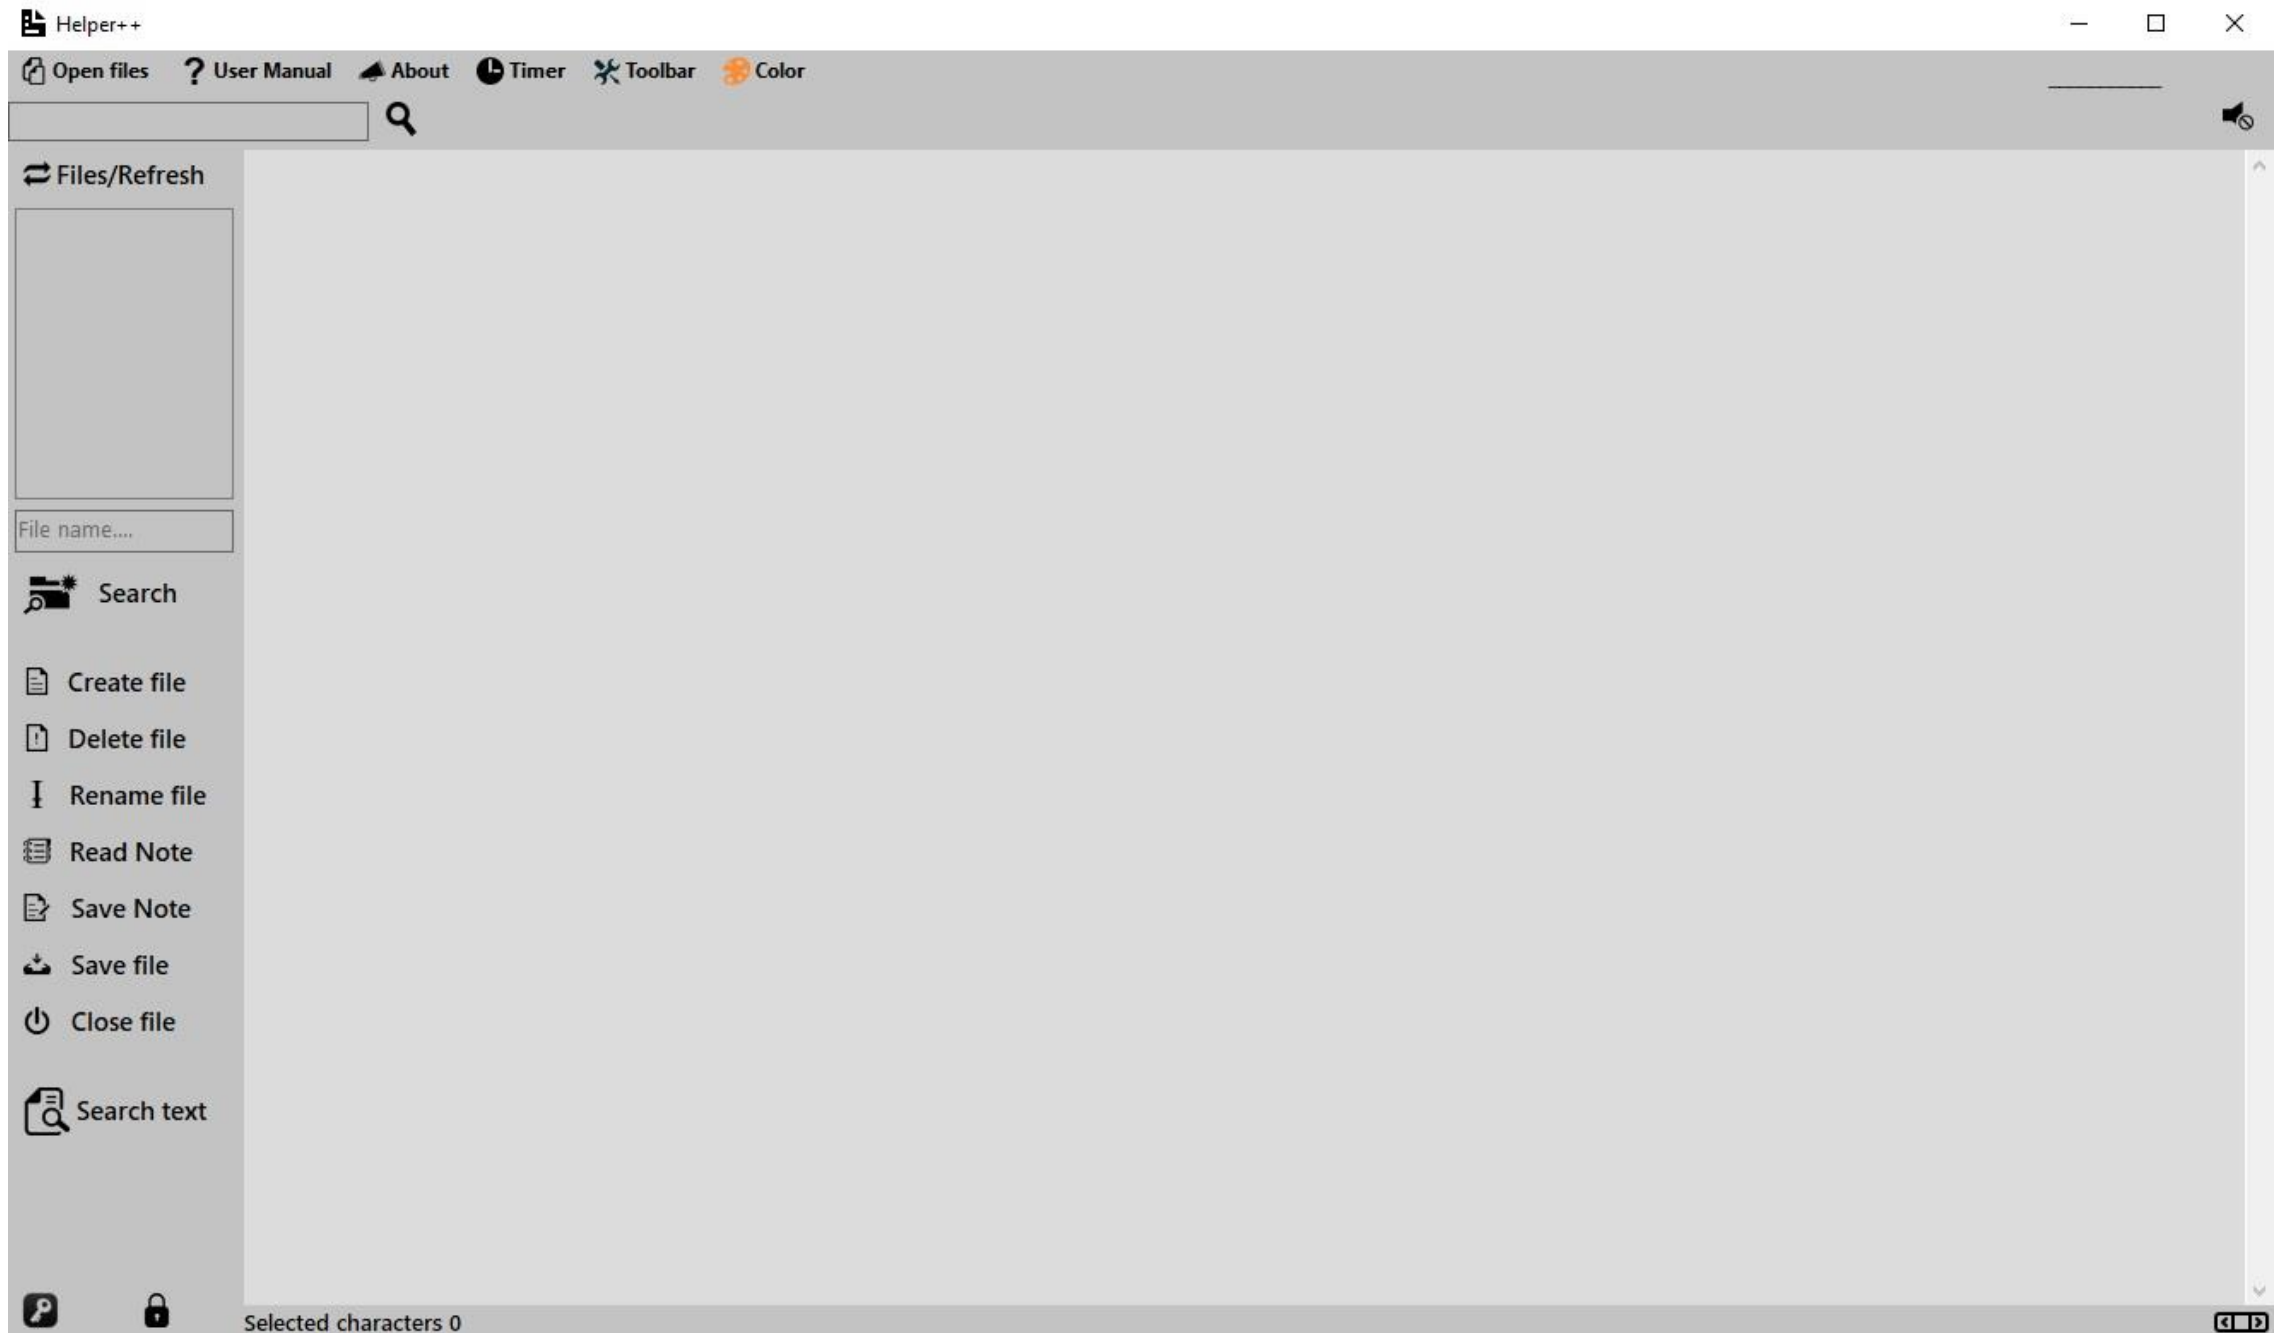 Helper++
Open files User Manual About Timer Toolbar Color
Files/Refresh
File name....
Search
Create file
Delete file
Rename file
Read Note
Save Note
Save file
Close file
Search text
Selected characters 0